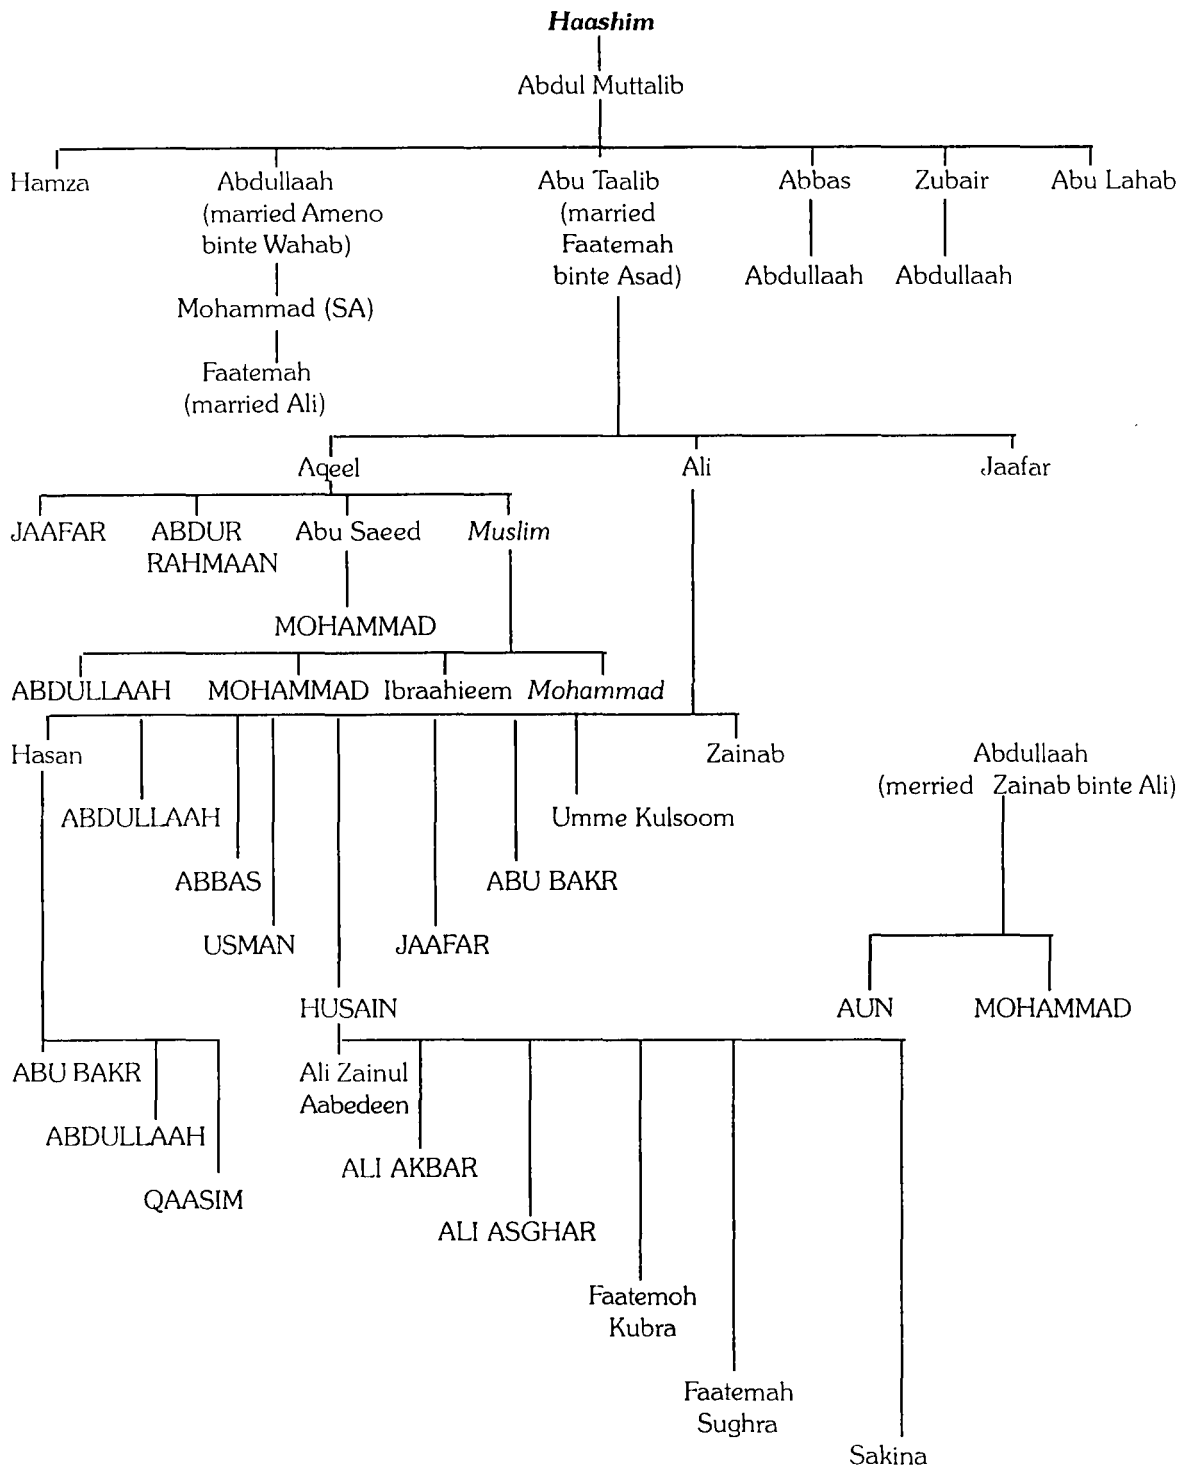 Haashim
Abdul Muttalib
Hamza Abdullaah Abu Taalib Abbas Zubair Abu Lahab
(married Ameno (married
binte Wahab) Faatemah
binte Asad) Abdullaah Abdullaah
Mohammad (SA)
Faatemah
(married Ali)
Aqeel Ali Jaafar
JAAFAR ABDUR Abu Saeed Muslim
RAHMAAN
MOHAMMAD
ABDULLAAH MOHAMMAD Ibraahieem Mohammad
Hasan Zainab Abdullaah
(merried Zainab binte Ali)
ABDULLAAH Umme Kulsoom
ABBAS ABU BAKR
USMAN JAAFAR
HUSAIN AUN MOHAMMAD
ABU BAKR Ali Zainul
Aabedeen
ABDULLAAH
ALI AKBAR
QAASIM
ALI ASGHAR
Faatemoh
Kubra
Faatemah
Sughra
Sakina